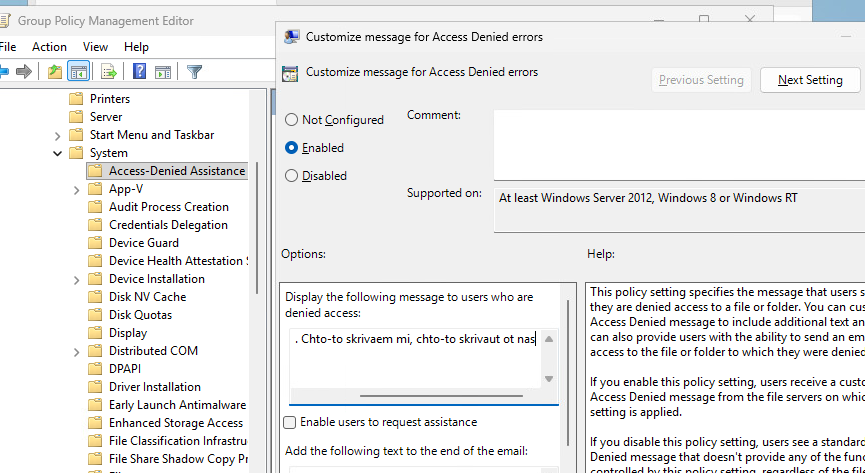 Group Policy Management Editor
File Action View Help
Printers
Server
Start Menu and Taskbar
System
Access-Denied Assistance
App-V
Audit Process Creation
Credentials Delegation
Device Guard
Device Health Attestation
Device Installation
Disk NV Cache
Disk Quotas
Display
Distributed COM
DPAPI
Driver Installation
Early Launch Antimalware
Enhanced Storage Access
File Classification Infrastru
File Share Shadow Copy Pr
Customize message for Access Denied errors
Customize message for Access Denied errors
Previous Setting
Next Setting
Not Configured
Enabled
Disabled
Comment:
Supported on:
At least Windows Server 2012, Windows 8 or Windows RT
Options:
Help:
Display the following message to users who are
denied access:
. Chto-to skrivaem mi, chto-to skrivaut ot nas
Enable users to request assistance
Add the following text to the end of the email:
This policy setting specifies the message that users s
they are denied access to a file or folder. You can cus
Access Denied message to include additional text an
can also provide users with the ability to send an em
access to the file or folder to which they were denied
If you enable this policy setting, users receive a custo
Access Denied message from the file servers on whic
setting is applied.
If you disable this policy setting, users see a standard
Denied message that doesn't provide any of the func
controlled by this policy setting, regardless of the file